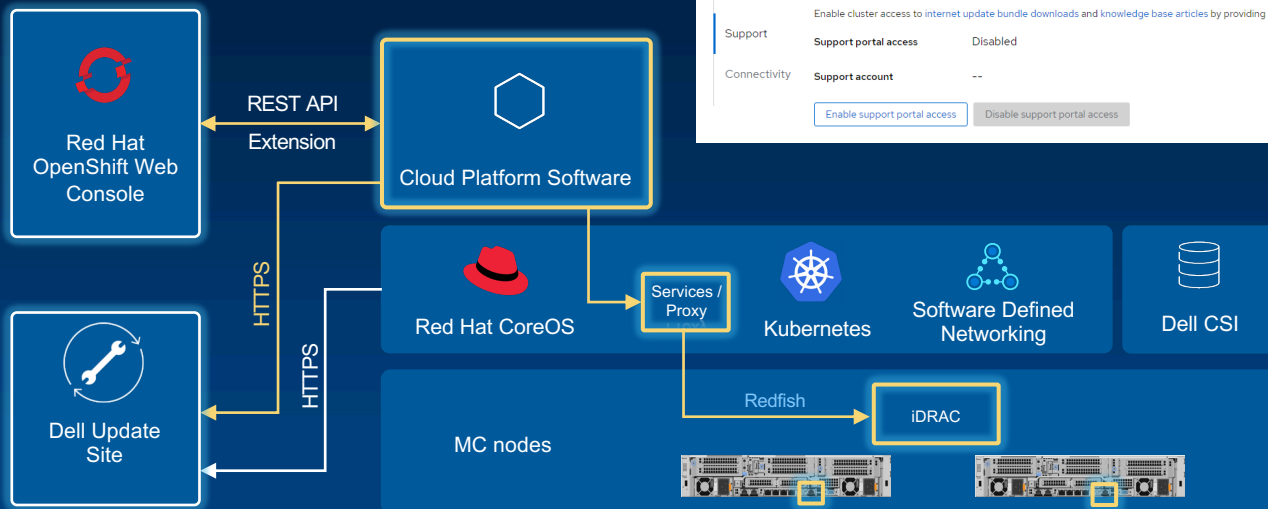 Enable cluster access to internet update bundle downloads and knowledge base articles by providing
Support
Support portal access
Disabled
Connectivity
Support account
--
Enable support portal access
Disable support portal access
Red Hat
OpenShift Web
Console
REST API
Extension
Cloud Platform Software
HTTPS
HTTPS
Red Hat CoreOS
Services /
Proxy
Kubernetes
Software Defined
Networking
Dell CSI
Dell Update
Site
MC nodes
Redfish
iDRAC